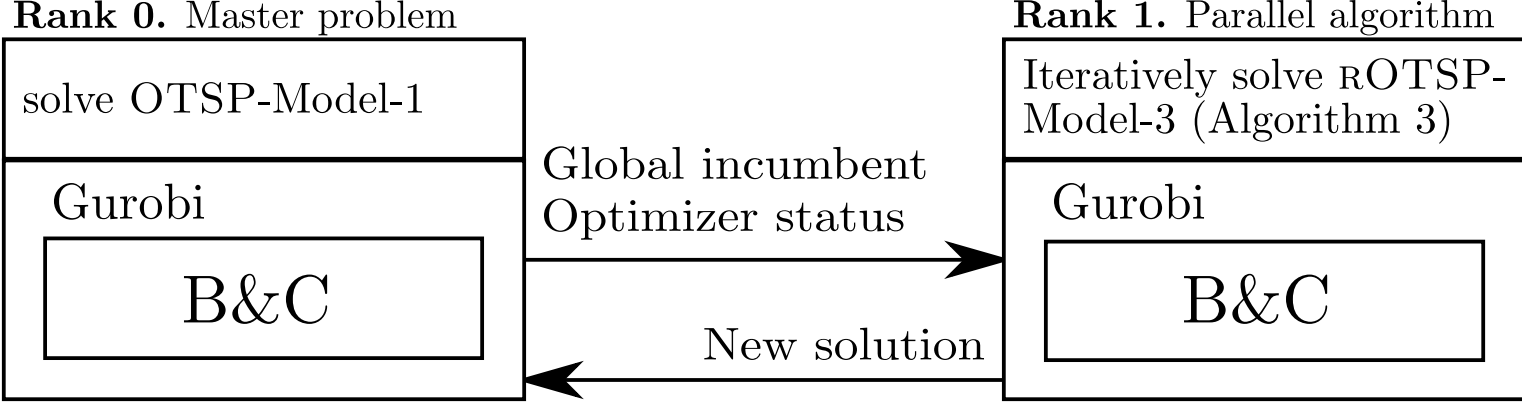 Rank 0. Master problem
solve OTSP-Model-1
Gurobi
B&C
Global incumbent
Optimizer status
New solution
Rank 1. Parallel algorithm
Iteratively solve ROTSP-
Model-3 (Algorithm 3)
Gurobi
B&C